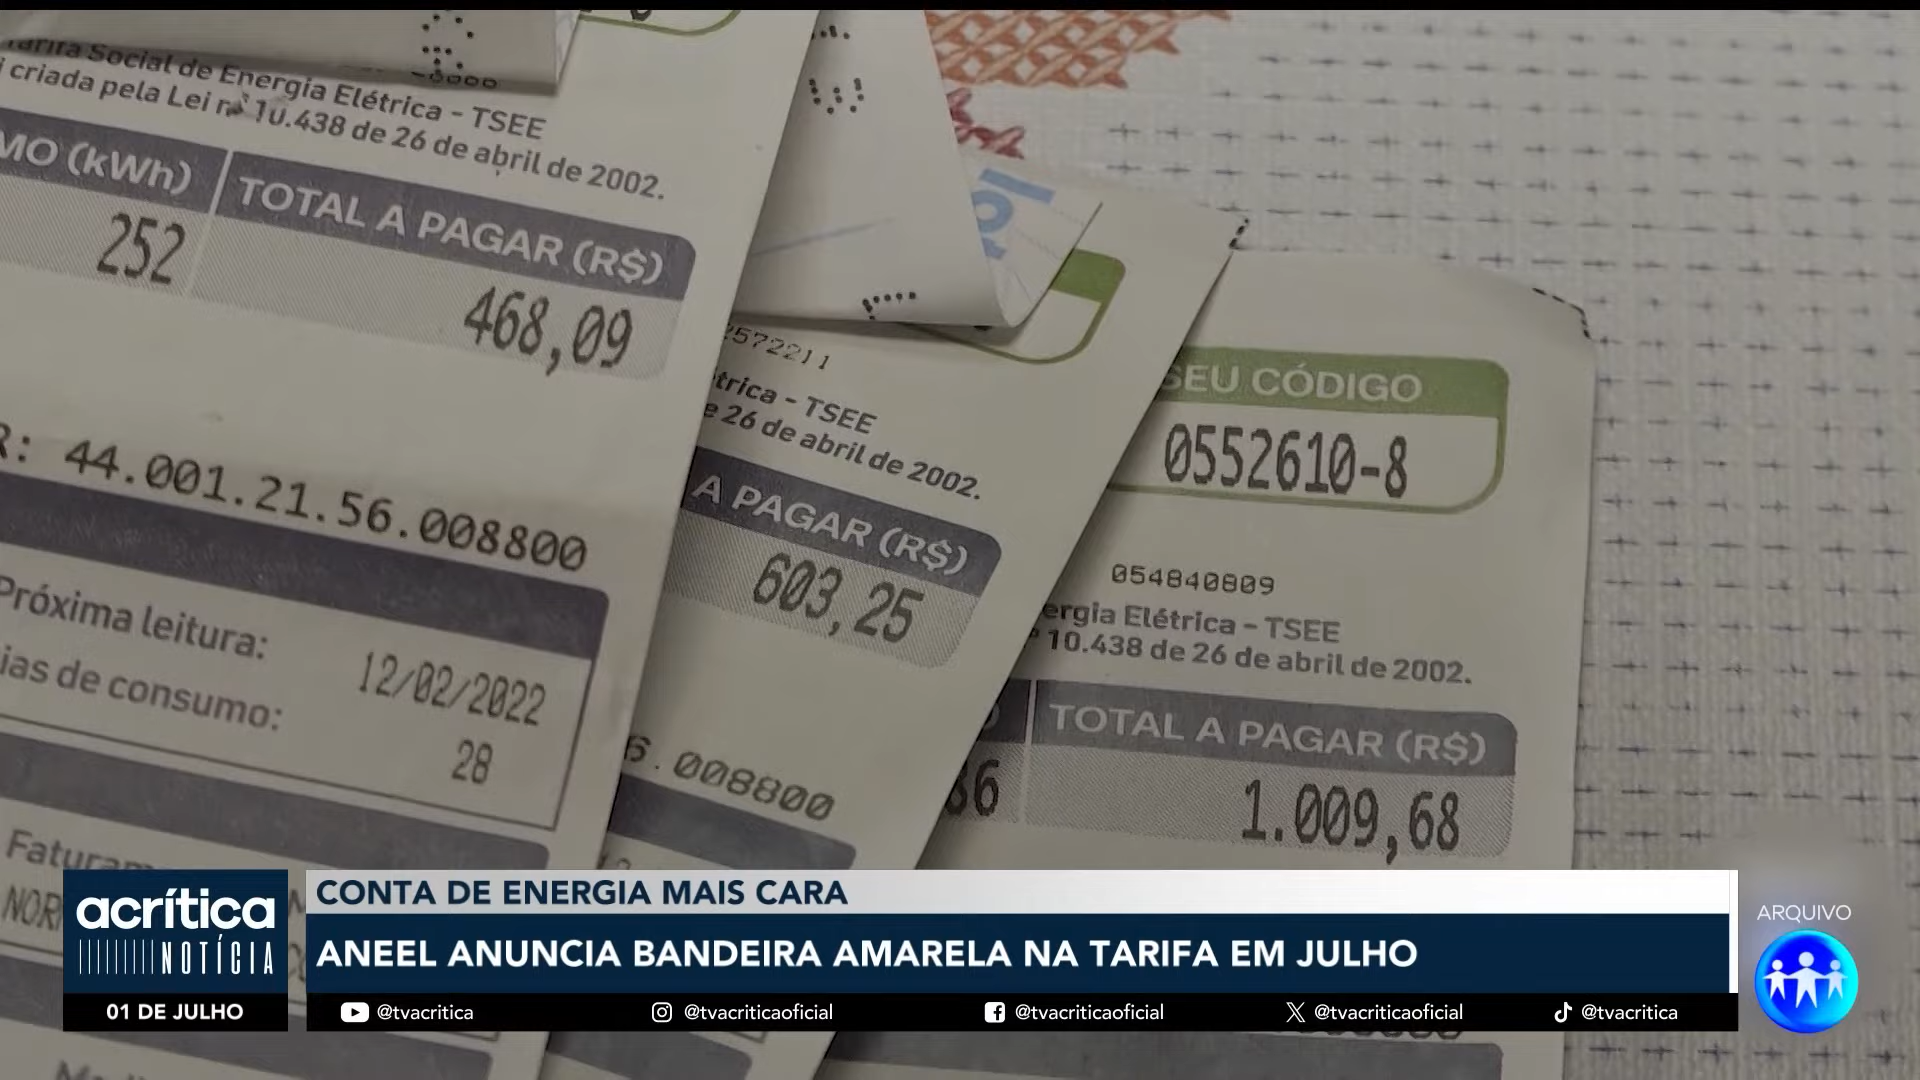 Tarifa Social de Energia Elétrica - TSEE
criada pela Lei nº 10.438 de 26 de abril de 2002.
MO (kWh)
TOTAL A PAGAR (R$)
252
468,09
R: 44.001.21.56.008800
Próxima leitura:
12/02/2022
ias de consumo:
28
2572211
trica - TSEE
e 26 de abril de 2002.
A PAGAR (R$)
603,25
6.008800
SEU CÓDIGO
0552610-8
054840809
ergia Elétrica - TSEE
10.438 de 26 de abril de 2002.
TOTAL A PAGAR (R$)
36
1.009,68
acrítica
NOTÍCIA
01 DE JULHO
CONTA DE ENERGIA MAIS CARA
ANEEL ANUNCIA BANDEIRA AMARELA NA TARIFA EM JULHO
@tvacritica
@tvacriticaoficial
@tvacriticaoficial
@tvacriticaoficial
@tvacritica
ARQUIVO